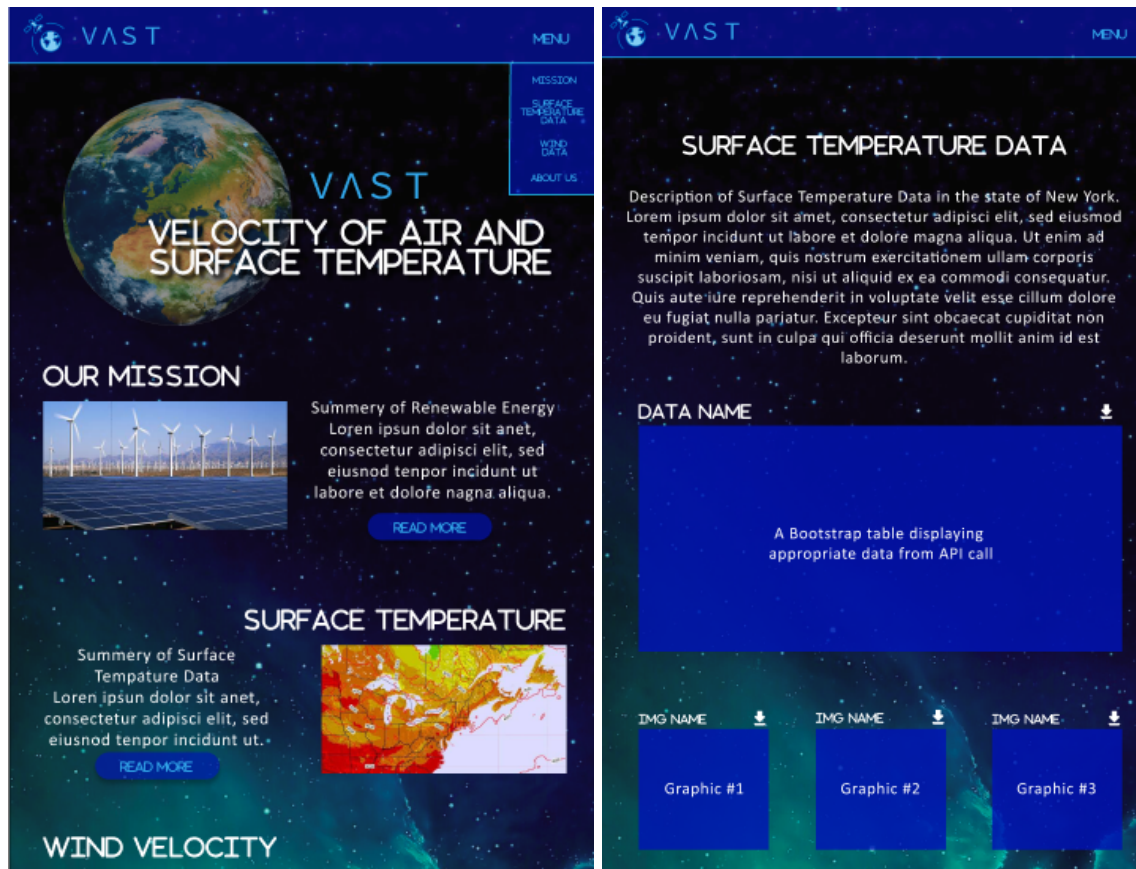 VAST
MENU
MISSION
SURFACE
TEMPERATURE
DATA
WIND
DATA
ABOUT US
VAST
VELOCITY OF AIR AND
SURFACE TEMPERATURE
OUR MISSION
Summery of Renewable Energy
Loren ipsun dolor sit anet,
consectetur adipisci elit, sed
eiusnod tenpor incidunt ut
labore et dolore nagna aliqua.
READ MORE
SURFACE TEMPERATURE
Summery of Surface
Tempature Data
Loren ipsun dolor sit anet,
consectetur adipisci elit, sed
eiusnod tenpor incidunt ut.
READ MORE
WIND VELOCITY
VAST
MENU
SURFACE TEMPERATURE DATA
Description of Surface Temperature Data in the state of New York.
Lorem ipsum dolor sit amet, consectetur adipisci elit, sed eiusmod
tempor incidunt ut labore et dolore magna aliqua. Ut enim ad
minim veniam, quis nostrum exercitationem ullam corporis
suscipit laboriosam, nisi ut aliquid ex ea commodi consequatur.
Quis aute iure reprehenderit in voluptate velit esse cillum dolore
eu fugiat nulla pariatur. Excepteur sint obcaecat cupiditat non
proident, sunt in culpa qui officia deserunt mollit anim id est
laborum.
DATA NAME
A Bootstrap table displaying
appropriate data from API call
IMG NAME
IMG NAME
IMG NAME
Graphic #1
Graphic #2
Graphic #3